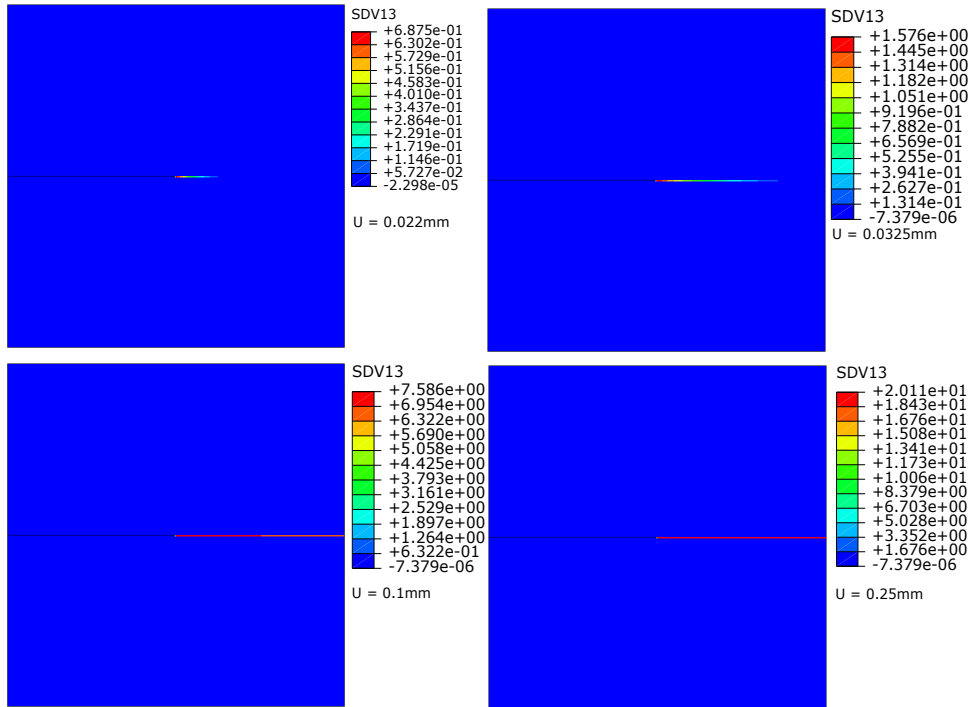 SDV13
+6.875e-01
+6.302e-01
+5.729e-01
+5.156e-01
+4.583e-01
+4.010e-01
+3.437e-01
+2.864e-01
+2.291e-01
+1.719e-01
+1.146e-01
+5.727e-02
-2.298e-05
U = 0.022mm
SDV13
+1.576e+00
+1.445e+00
+1.314e+00
+1.182e+00
+1.051e+00
+9.196e-01
+7.882e-01
+6.569e-01
+5.255e-01
+3.941e-01
+2.627e-01
+1.314e-01
-7.379e-06
U = 0.0325mm
SDV13
+7.586e+00
+6.954e+00
+6.322e+00
+5.690e+00
+5.058e+00
+4.425e+00
+3.793e+00
+3.161e+00
+2.529e+00
+1.897e+00
+1.264e+00
+6.322e-01
-7.379e-06
U = 0.1mm
SDV13
+2.011e+01
+1.843e+01
+1.676e+01
+1.508e+01
+1.341e+01
+1.173e+01
+1.006e+01
+8.379e+00
+6.703e+00
+5.028e+00
+3.352e+00
+1.676e+00
-7.379e-06
U = 0.25mm